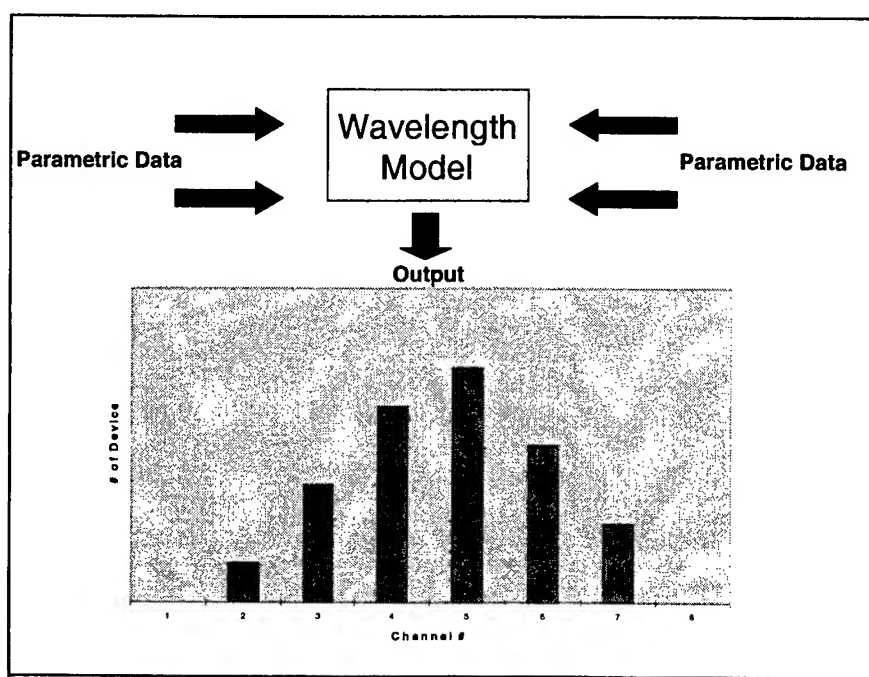 Wavelength
Model
Parametric Data
Parametric Data
Output
# of Device
1 2 3 4 5 6 7 8
Channel #